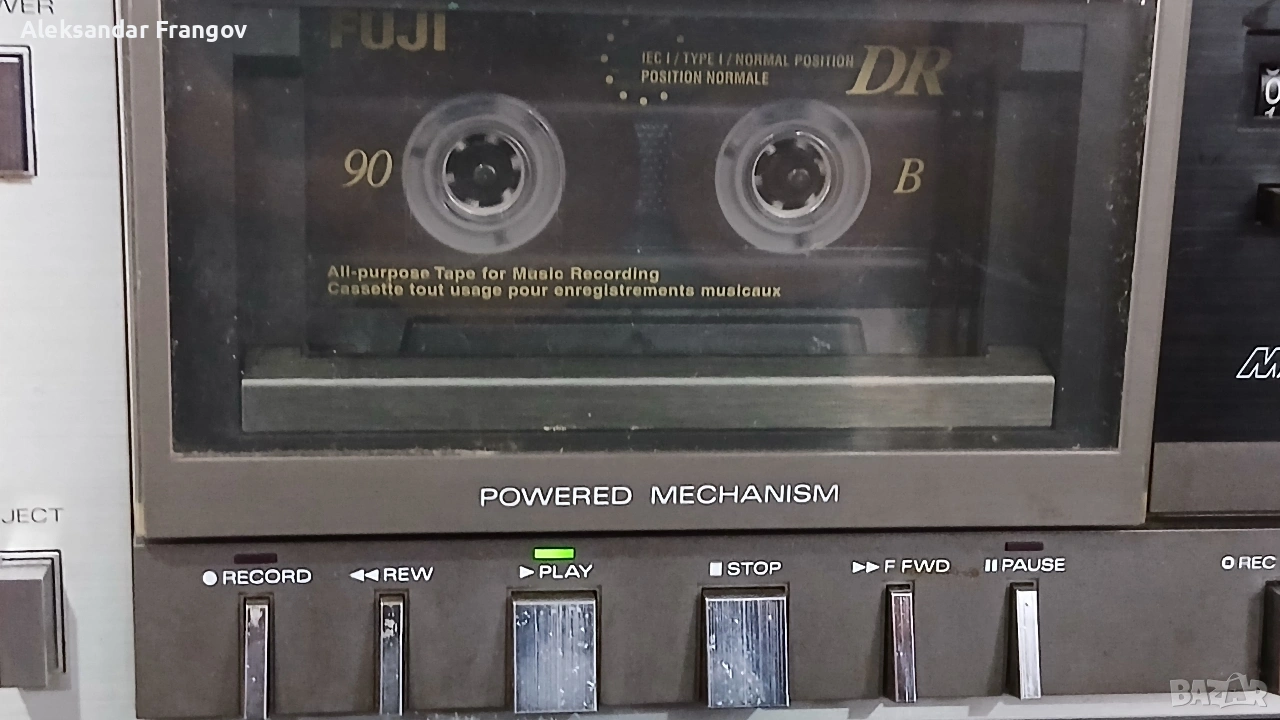 Aleksandar Frangov
FUJI
IEC I / TYPE I / NORMAL POSITION
POSITION NORMALE
DR
90
B
All-purpose Tape for Music Recording
Cassette tout usage pour enregistrements musicaux
POWERED MECHANISM
RECORD
REW
PLAY
STOP
F FWD
PAUSE
REC
BAZAR